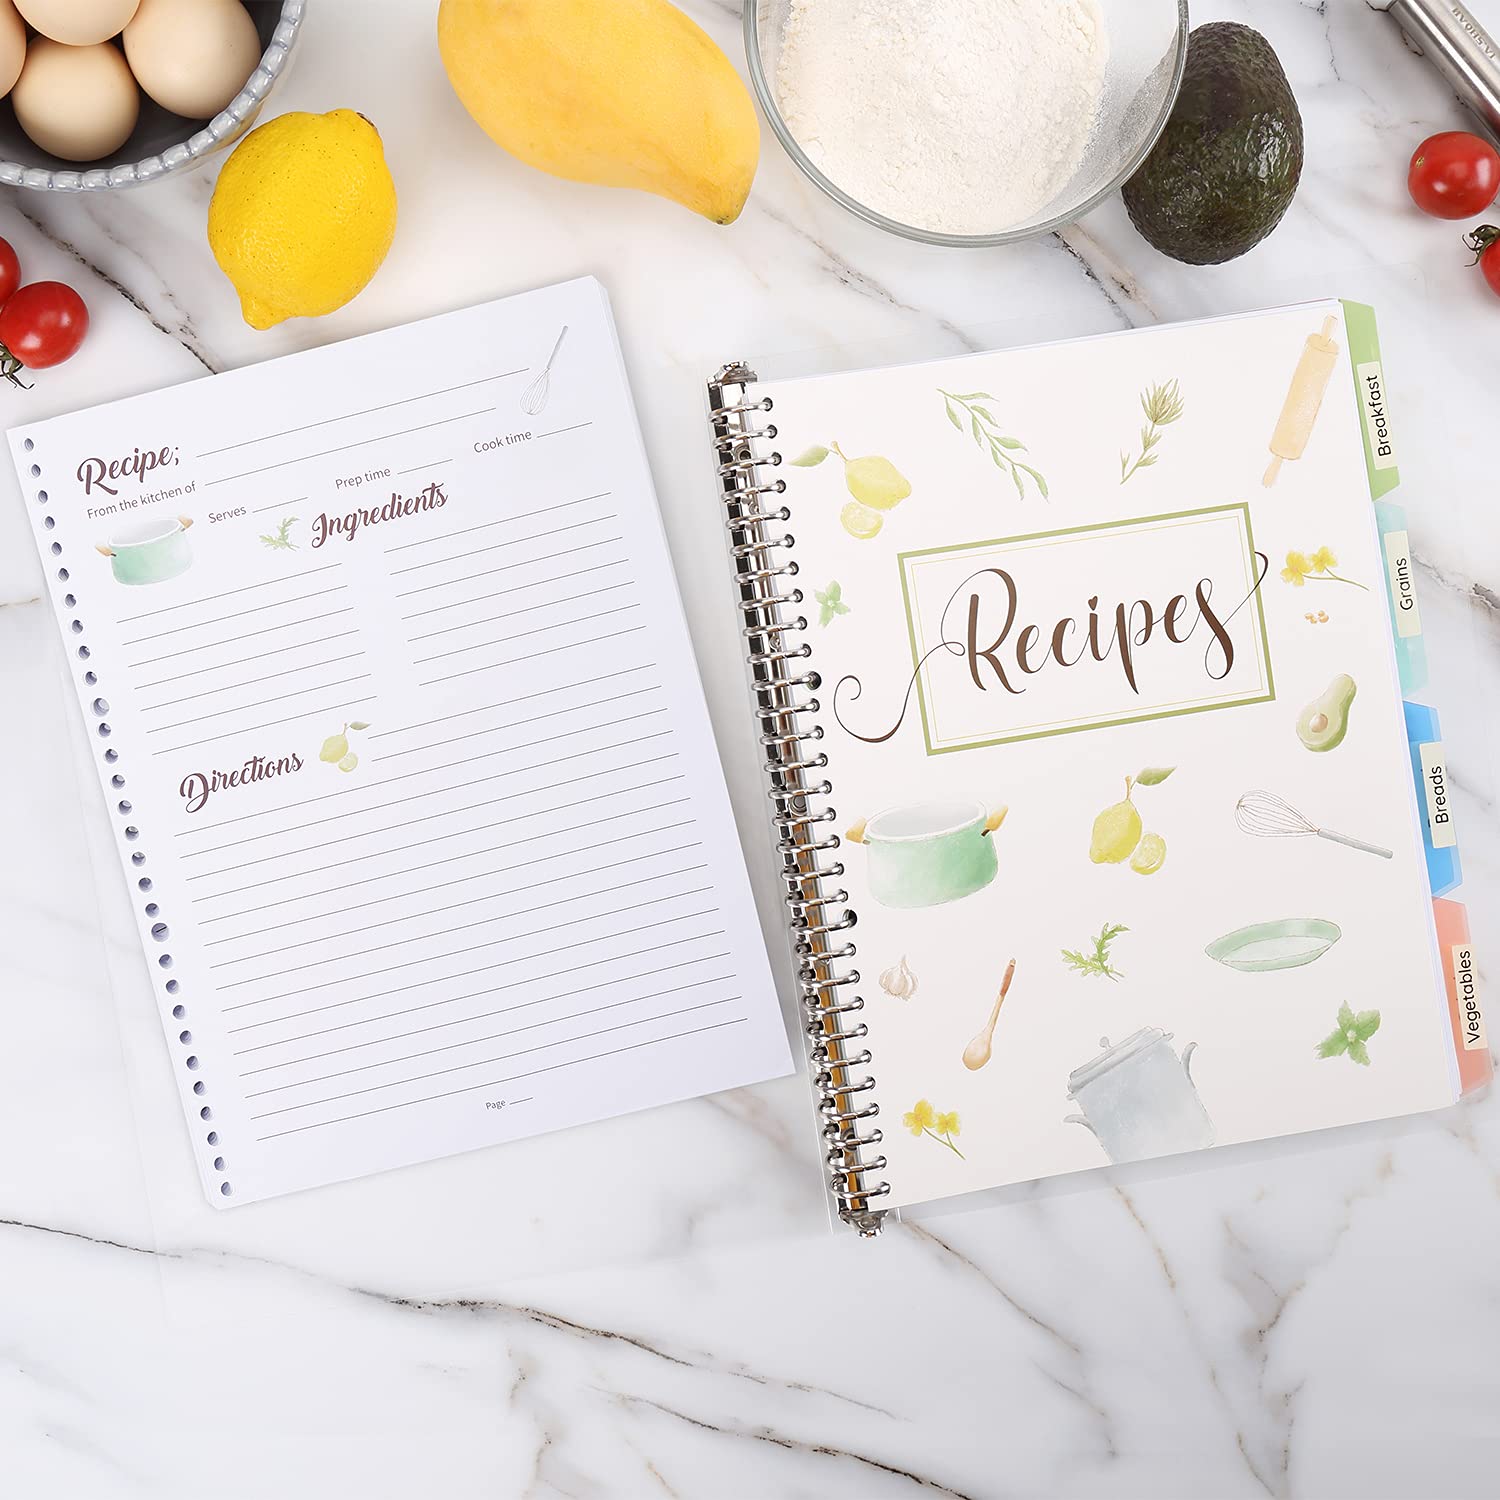 Recipe;
From the kitchen of
Serves
Prep time
Cook time
Ingredients
Directions
Page
Recipes
Breakfast
Grains
Breads
Vegetables